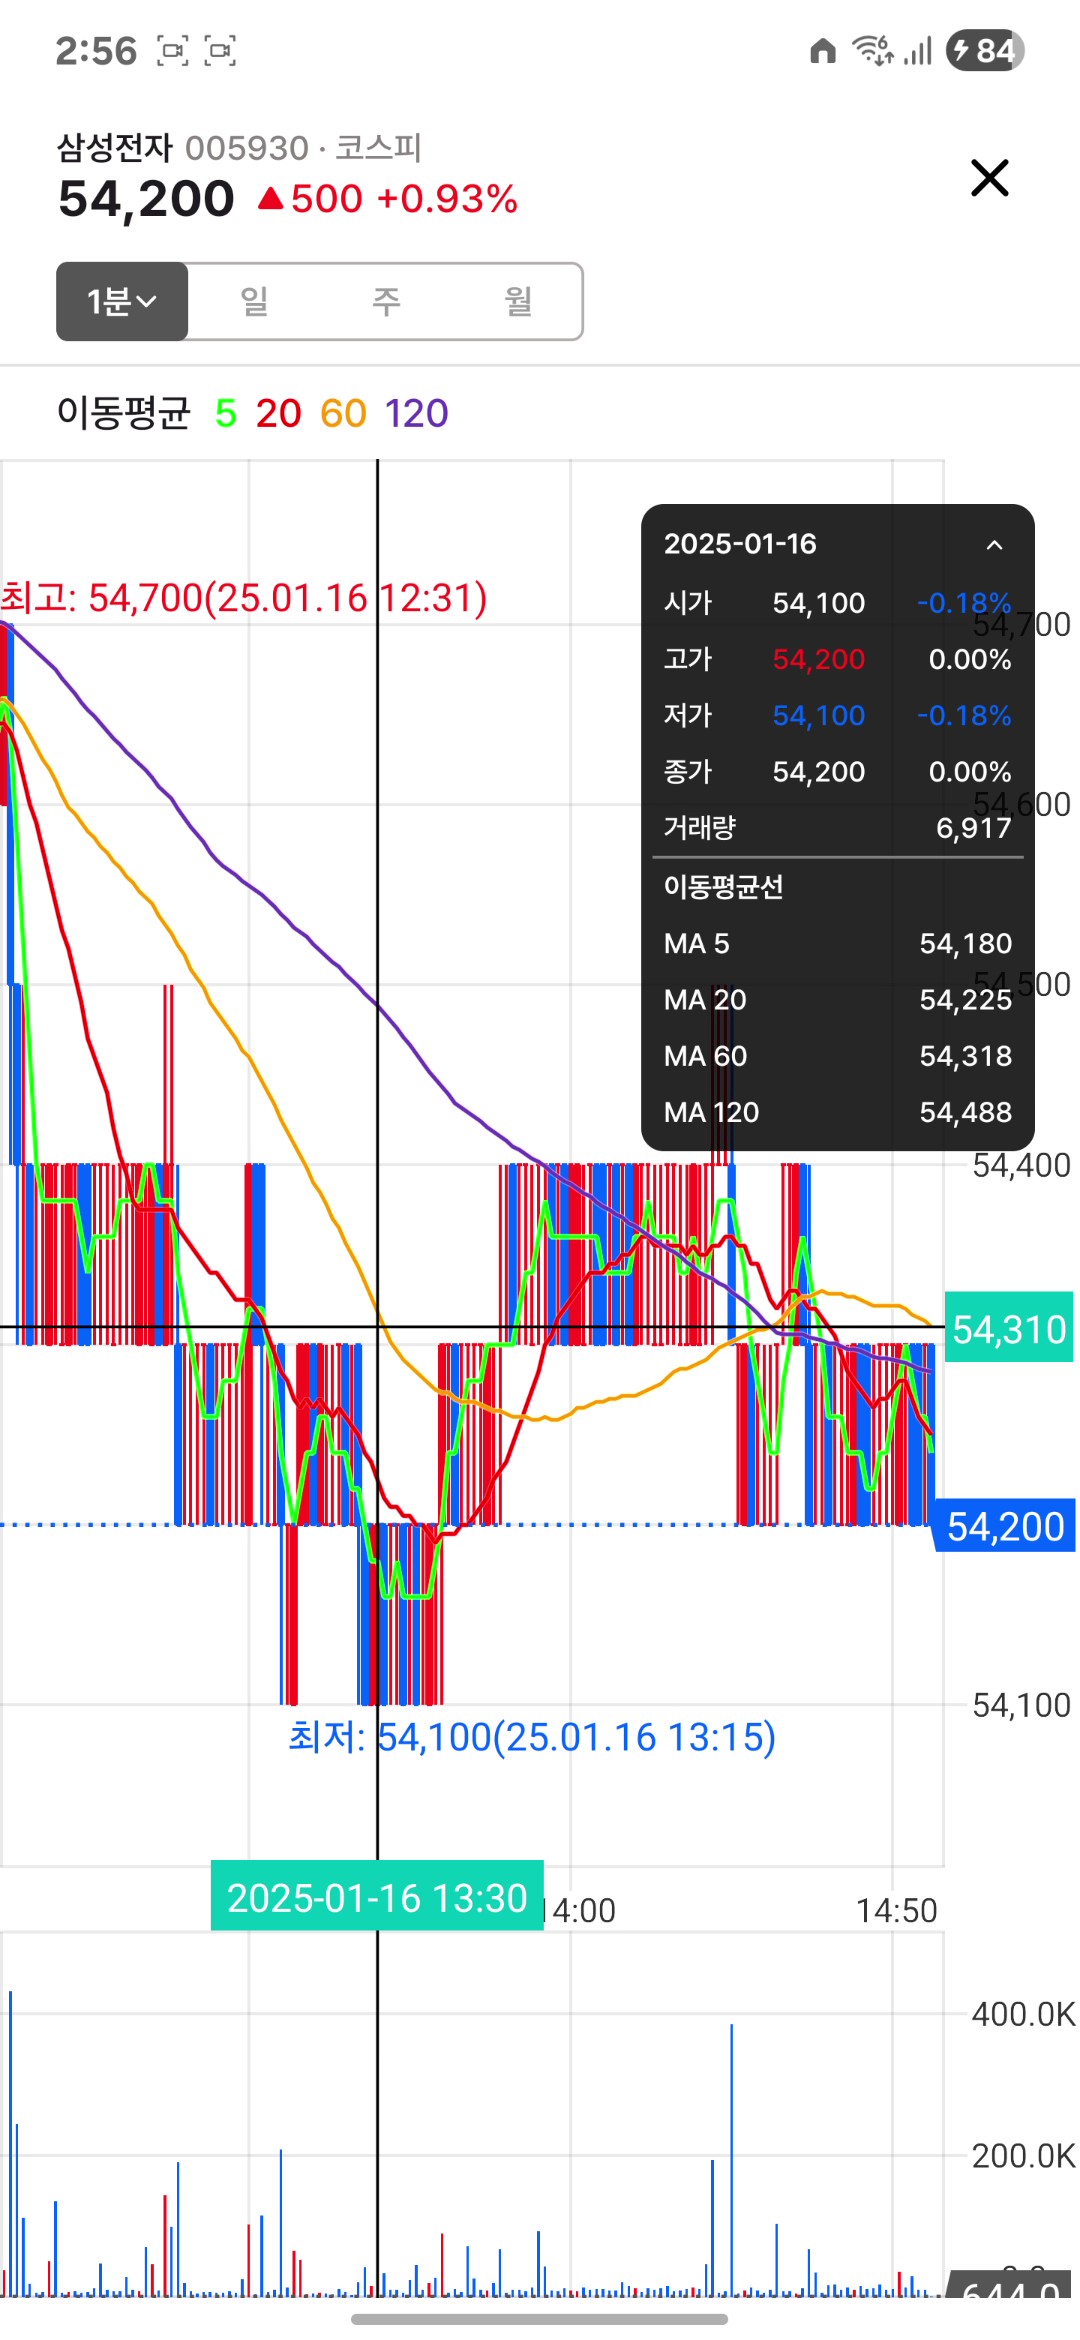 2:56 6 84
삼성전자 005930 · 코스피
54,200 ▲500 +0.93%
1분 일 주 월
이동평균 5 20 60 120
최고: 54,700(25.01.16 12:31)
2025-01-16
시가 54,100 -0.18%
고가 54,200 0.00%
저가 54,100 -0.18%
종가 54,200 0.00%
거래량 6,917
이동평균선
MA 5 54,180
MA 20 54,225
MA 60 54,318
MA 120 54,488
54,700
54,600
54,500
54,400
54,310
54,200
54,100
최저: 54,100(25.01.16 13:15)
2025-01-16 13:30 14:00 14:50
400.0K
200.0K
644.0